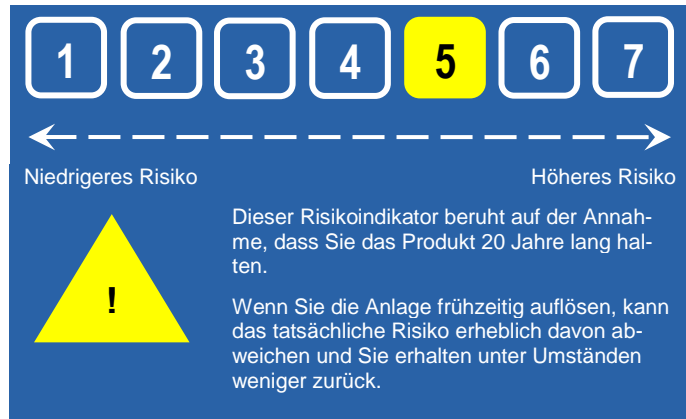 1 2 3 4 5 6 7
Niedrigeres Risiko Höheres Risiko
Dieser Risikoindikator beruht auf der Annah-
me, dass Sie das Produkt 20 Jahre lang hal-
ten.
!
Wenn Sie die Anlage frühzeitig auflösen, kann
das tatsächliche Risiko erheblich davon ab-
weichen und Sie erhalten unter Umständen
weniger zurück.